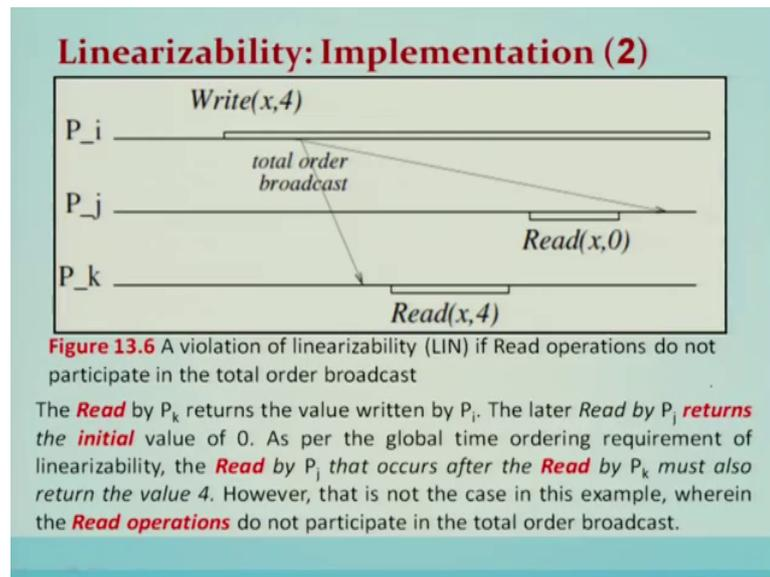 Linearizability: Implementation (2)
Write(x,4)
P_i
total order
broadcast
P_j
Read(x,0)
P_k
Read(x,4)
Figure 13.6 A violation of linearizability (LIN) if Read operations do not
participate in the total order broadcast
The Read by Pk returns the value written by Pi. The later Read by Pj returns
the initial value of 0. As per the global time ordering requirement of
linearizability, the Read by Pj that occurs after the Read by Pk must also
return the value 4. However, that is not the case in this example, wherein
the Read operations do not participate in the total order broadcast.